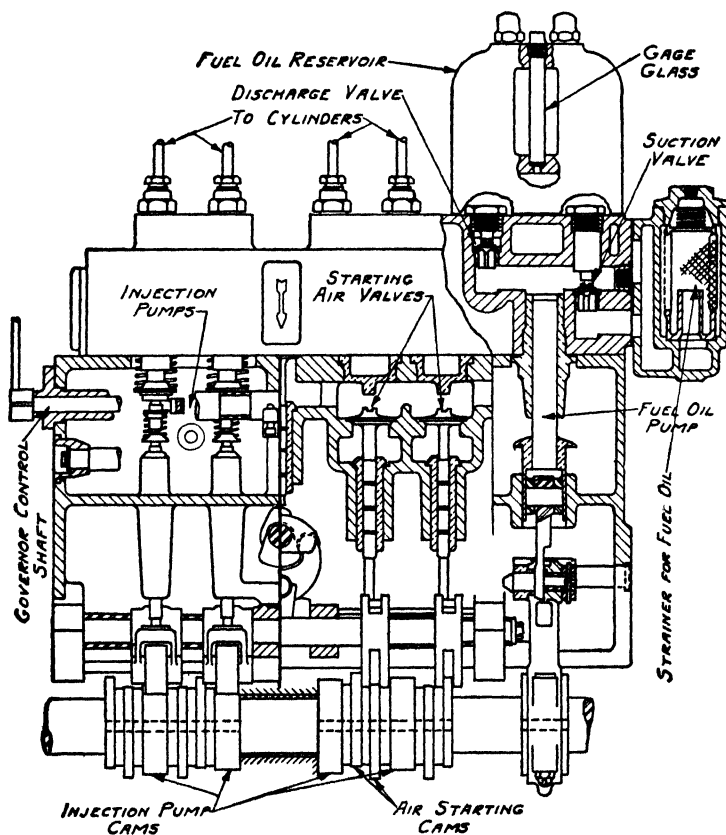 FUEL OIL RESERVOIR
GAGE
GLASS
DISCHARGE VALVE
TO CYLINDERS
SUCTION
VALVE
INJECTION
PUMPS
STARTING
AIR VALVES
FUEL OIL
PUMP
GOVERNOR CONTROL
SHAFT
STRAINER FOR FUEL OIL
INJECTION PUMP
CAMS
AIR STARTING
CAMS